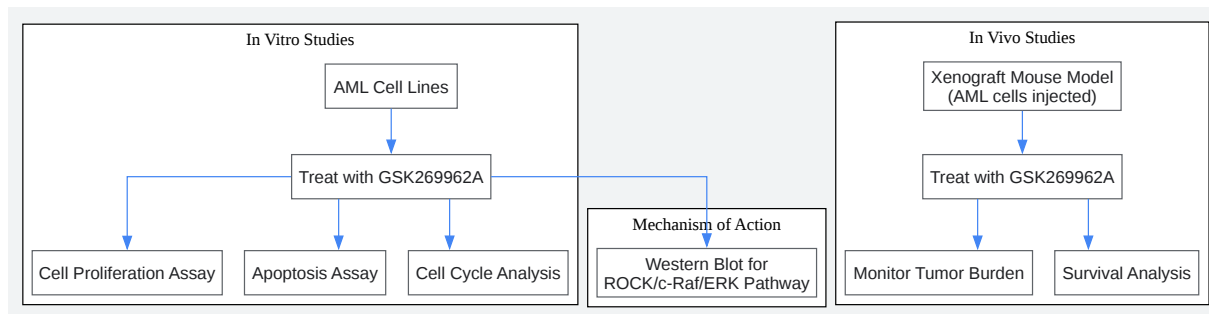 In Vitro Studies
AML Cell Lines
Treat with GSK269962A
Cell Proliferation Assay
Apoptosis Assay
Cell Cycle Analysis
Mechanism of Action
Western Blot for
ROCK/c-Raf/ERK Pathway
In Vivo Studies
Xenograft Mouse Model
(AML cells injected)
Treat with GSK269962A
Monitor Tumor Burden
Survival Analysis